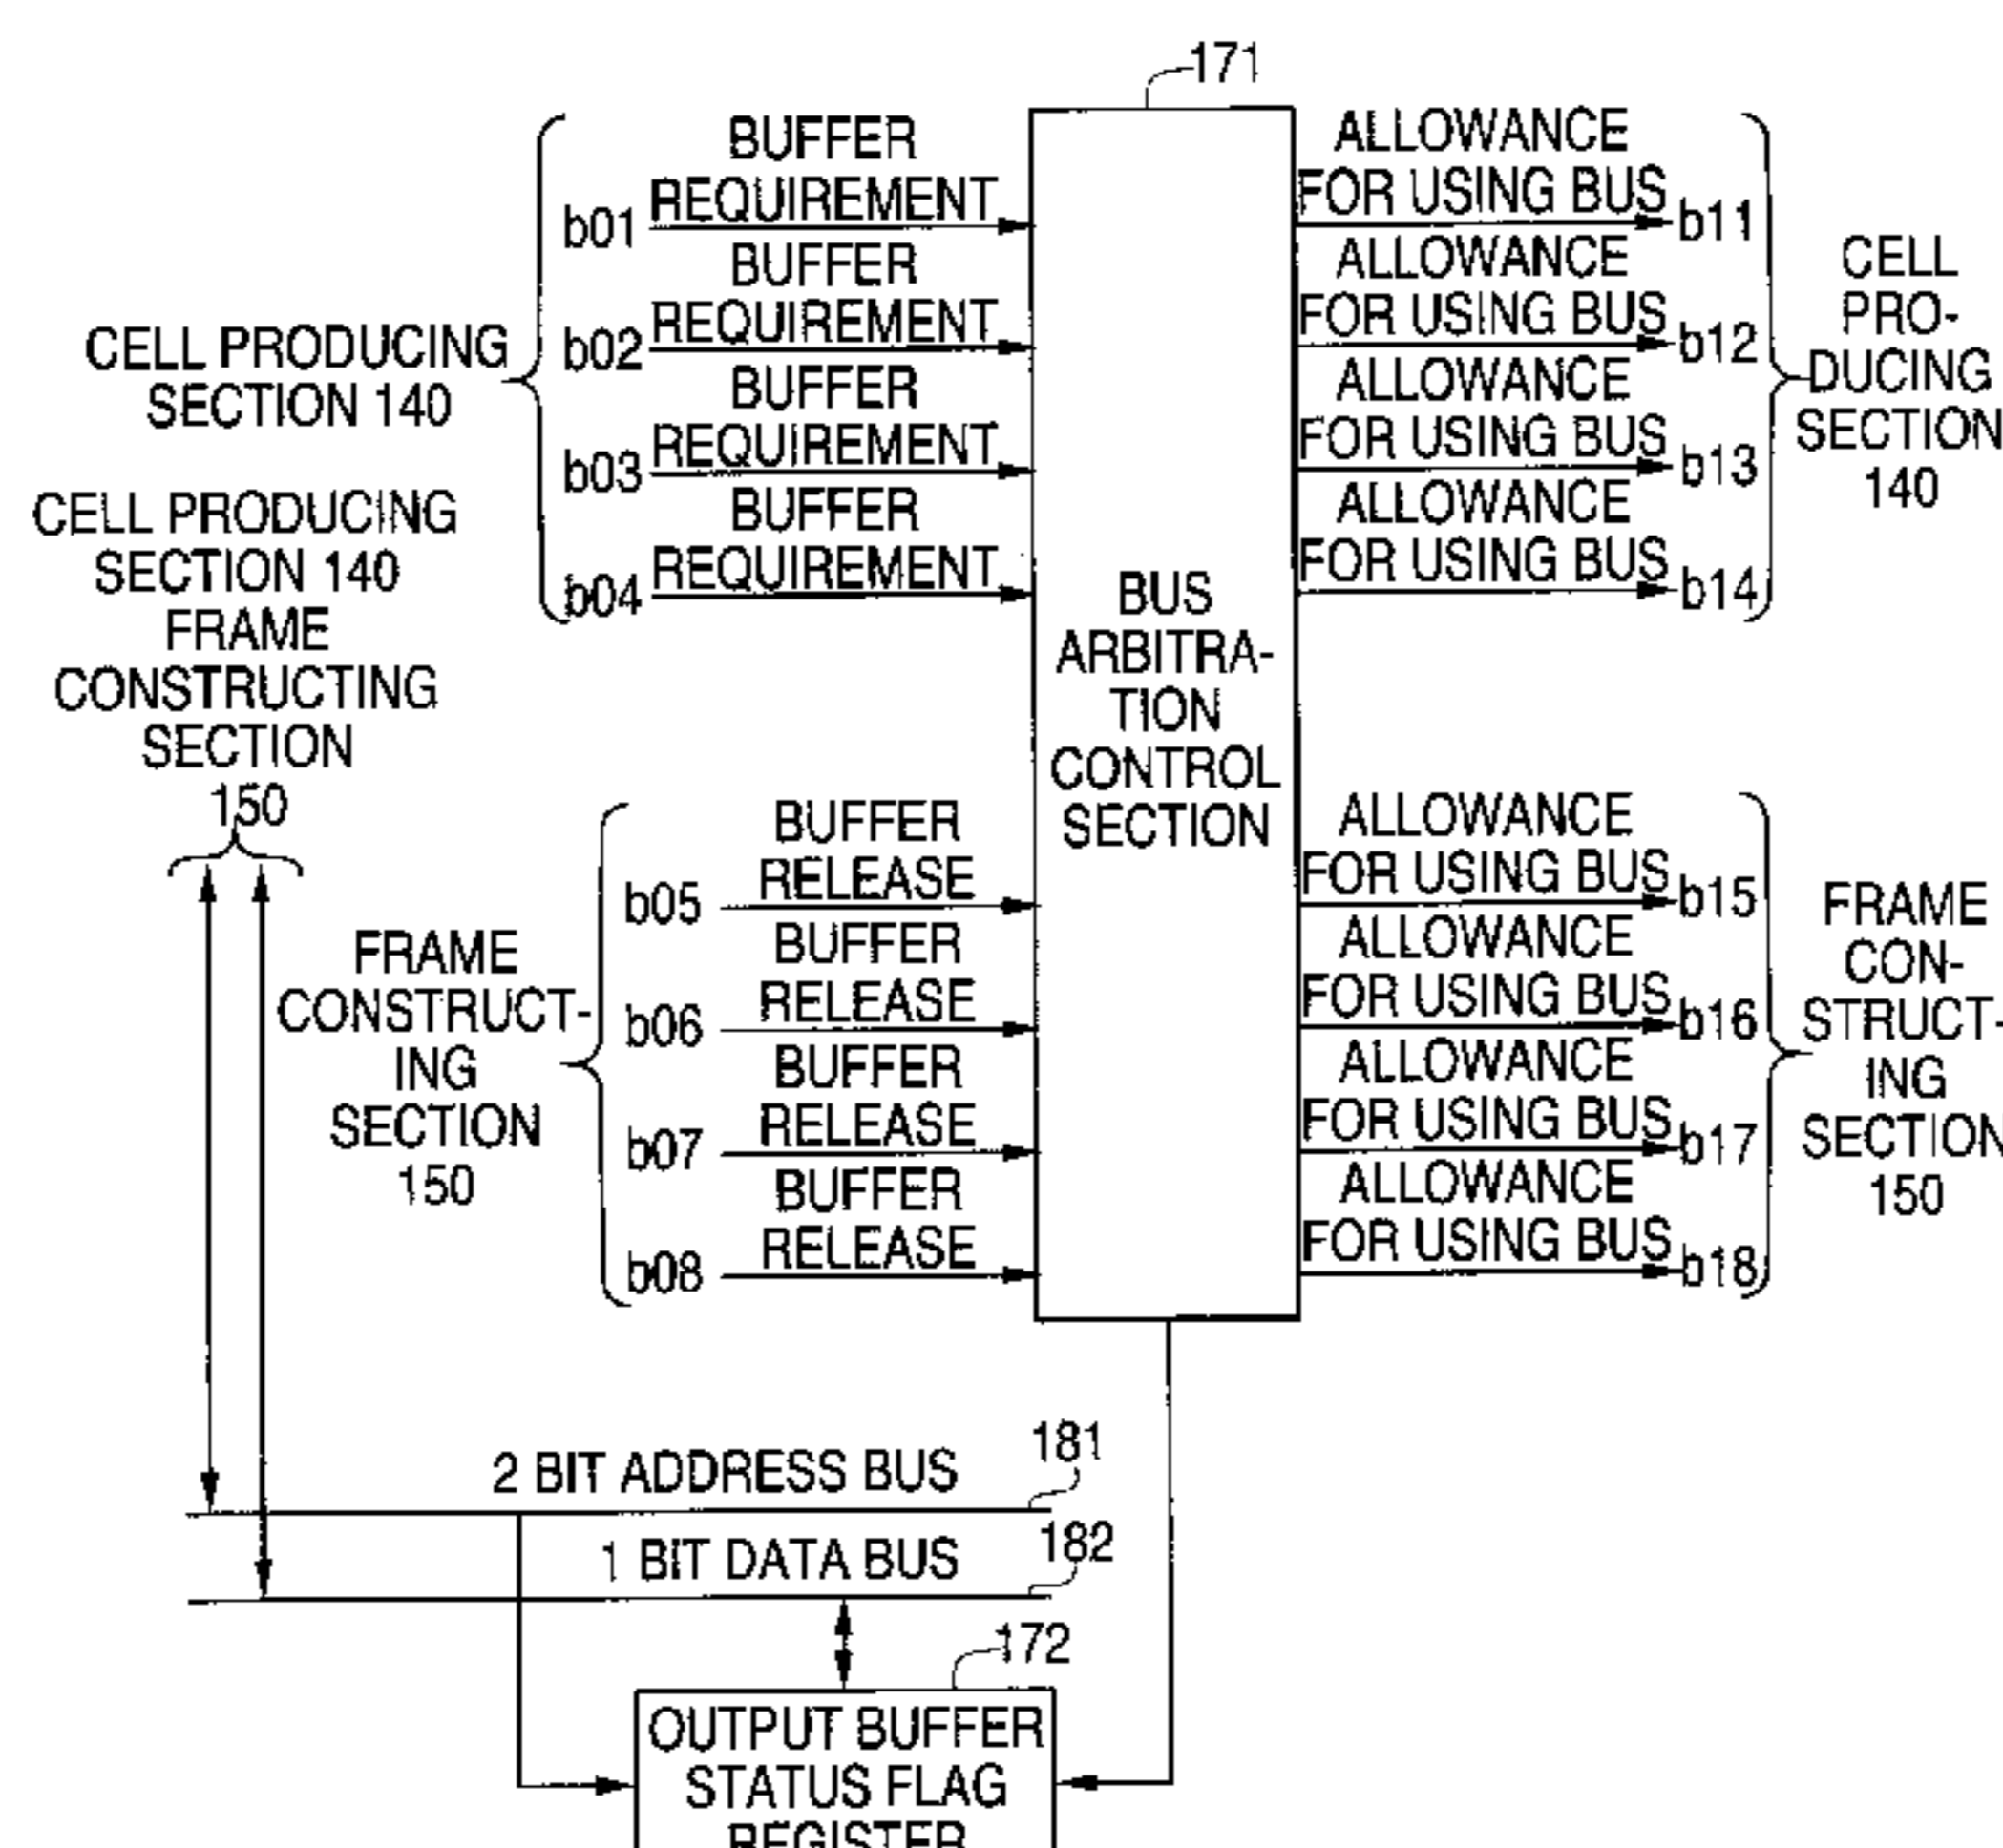 171
BUFFER
REQUIREMENT
b01
BUFFER
REQUIREMENT
b02
BUFFER
REQUIREMENT
b03
BUFFER
REQUIREMENT
b04
CELL PRODUCING
SECTION 140
CELL PRODUCING
SECTION 140
FRAME
CONSTRUCTING
SECTION
150
BUS
ARBITRA-
TION
CONTROL
SECTION
ALLOWANCE
FOR USING BUS
b11
ALLOWANCE
FOR USING BUS
b12
ALLOWANCE
FOR USING BUS
b13
ALLOWANCE
FOR USING BUS
b14
CELL
PRO-
DUCING
SECTION
140
FRAME
CONSTRUCT-
ING
SECTION
150
BUFFER
RELEASE
b05
BUFFER
RELEASE
b06
BUFFER
RELEASE
b07
BUFFER
RELEASE
b08
ALLOWANCE
FOR USING BUS
b15
ALLOWANCE
FOR USING BUS
b16
ALLOWANCE
FOR USING BUS
b17
ALLOWANCE
FOR USING BUS
b18
FRAME
CON-
STRUCT-
ING
SECTION
150
2 BIT ADDRESS BUS
181
1 BIT DATA BUS
182
172
OUTPUT BUFFER
STATUS FLAG
REGISTER